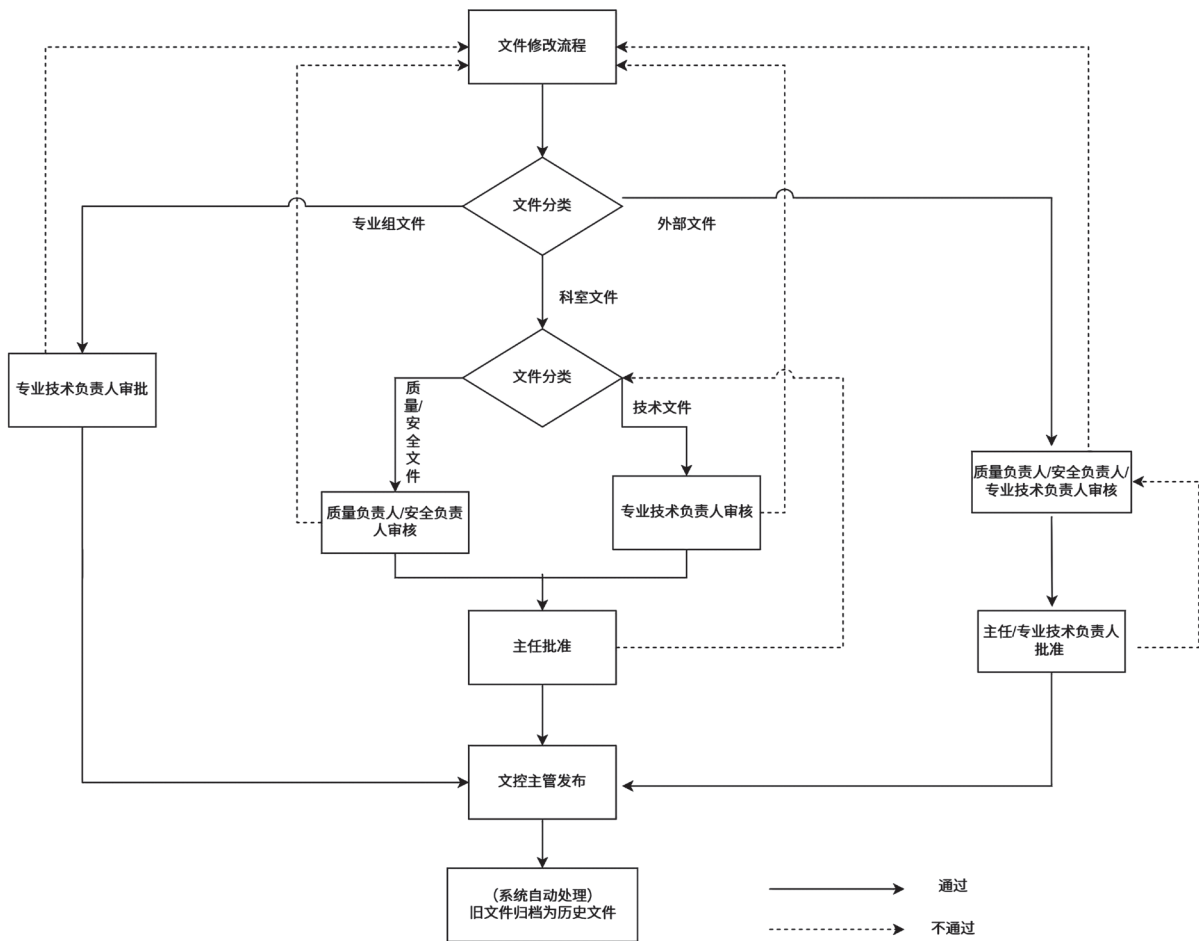 文件修改流程
文件分类
专业组文件
外部文件
科室文件
专业技术负责人审批
文件分类
质量/安全文件
技术文件
质量负责人/安全负责
人审核
专业技术负责人审核
质量负责人/安全负责人/
专业技术负责人审核
主任批准
主任/专业技术负责人
批准
文控主管发布
（系统自动处理）
旧文件归档为历史文件
通过
不通过